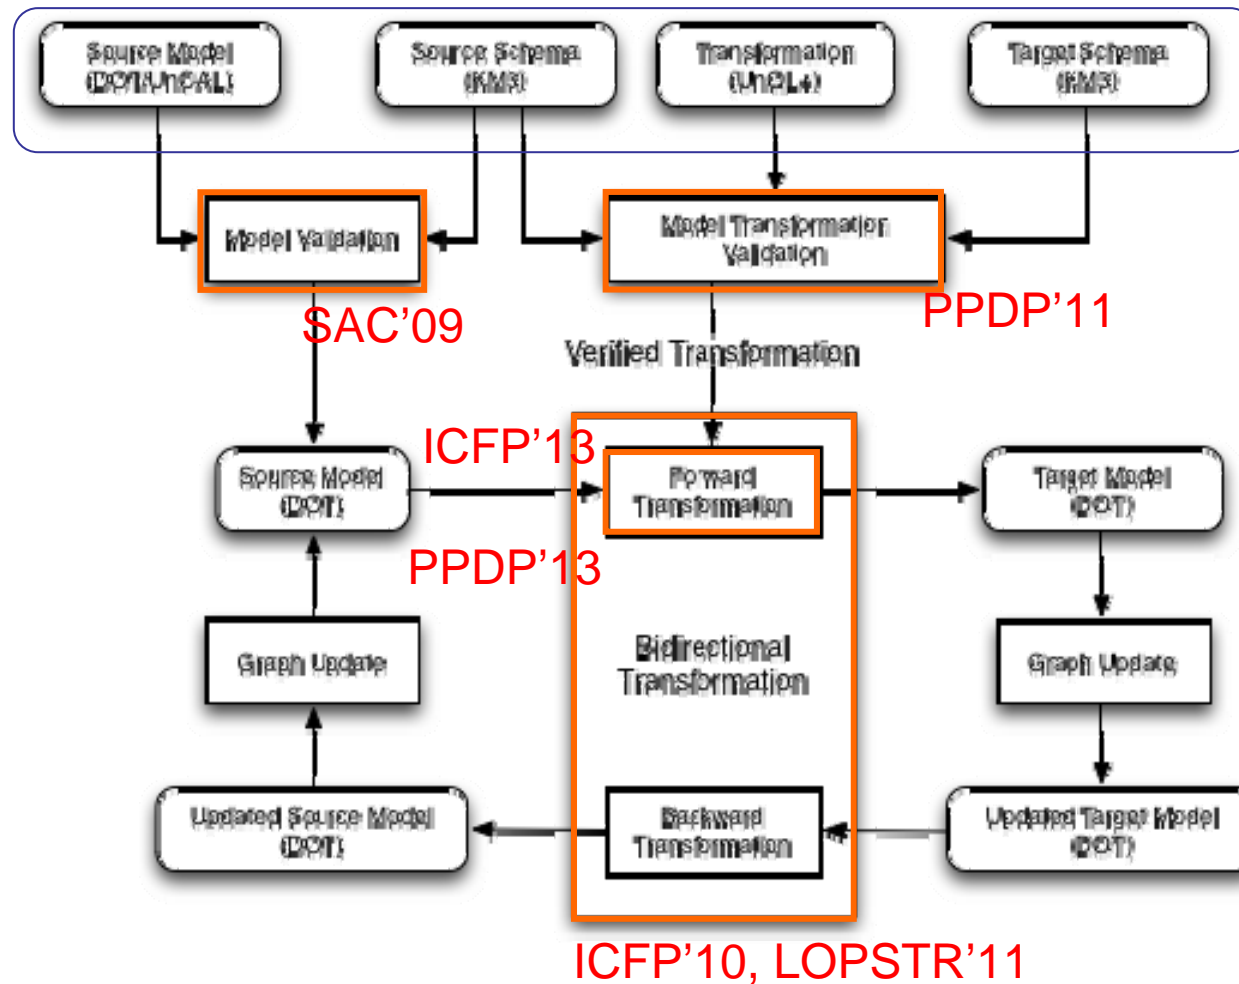 Source Model
(DOT/UnCAL)
Source Schema
(KM3)
Transformation
(UnQL+)
Target Schema
(KM3)
Model Validation
Model Transformation
Validation
SAC’09
PPDP’11
Verified Transformation
ICFP’13
Source Model
(DOT)
Forward
Transformation
Target Model
(DOT)
PPDP’13
Graph Update
Bidirectional
Transformation
Graph Update
Updated Source Model
(DOT)
Backward
Transformation
Updated Target Model
(DOT)
ICFP’10, LOPSTR’11